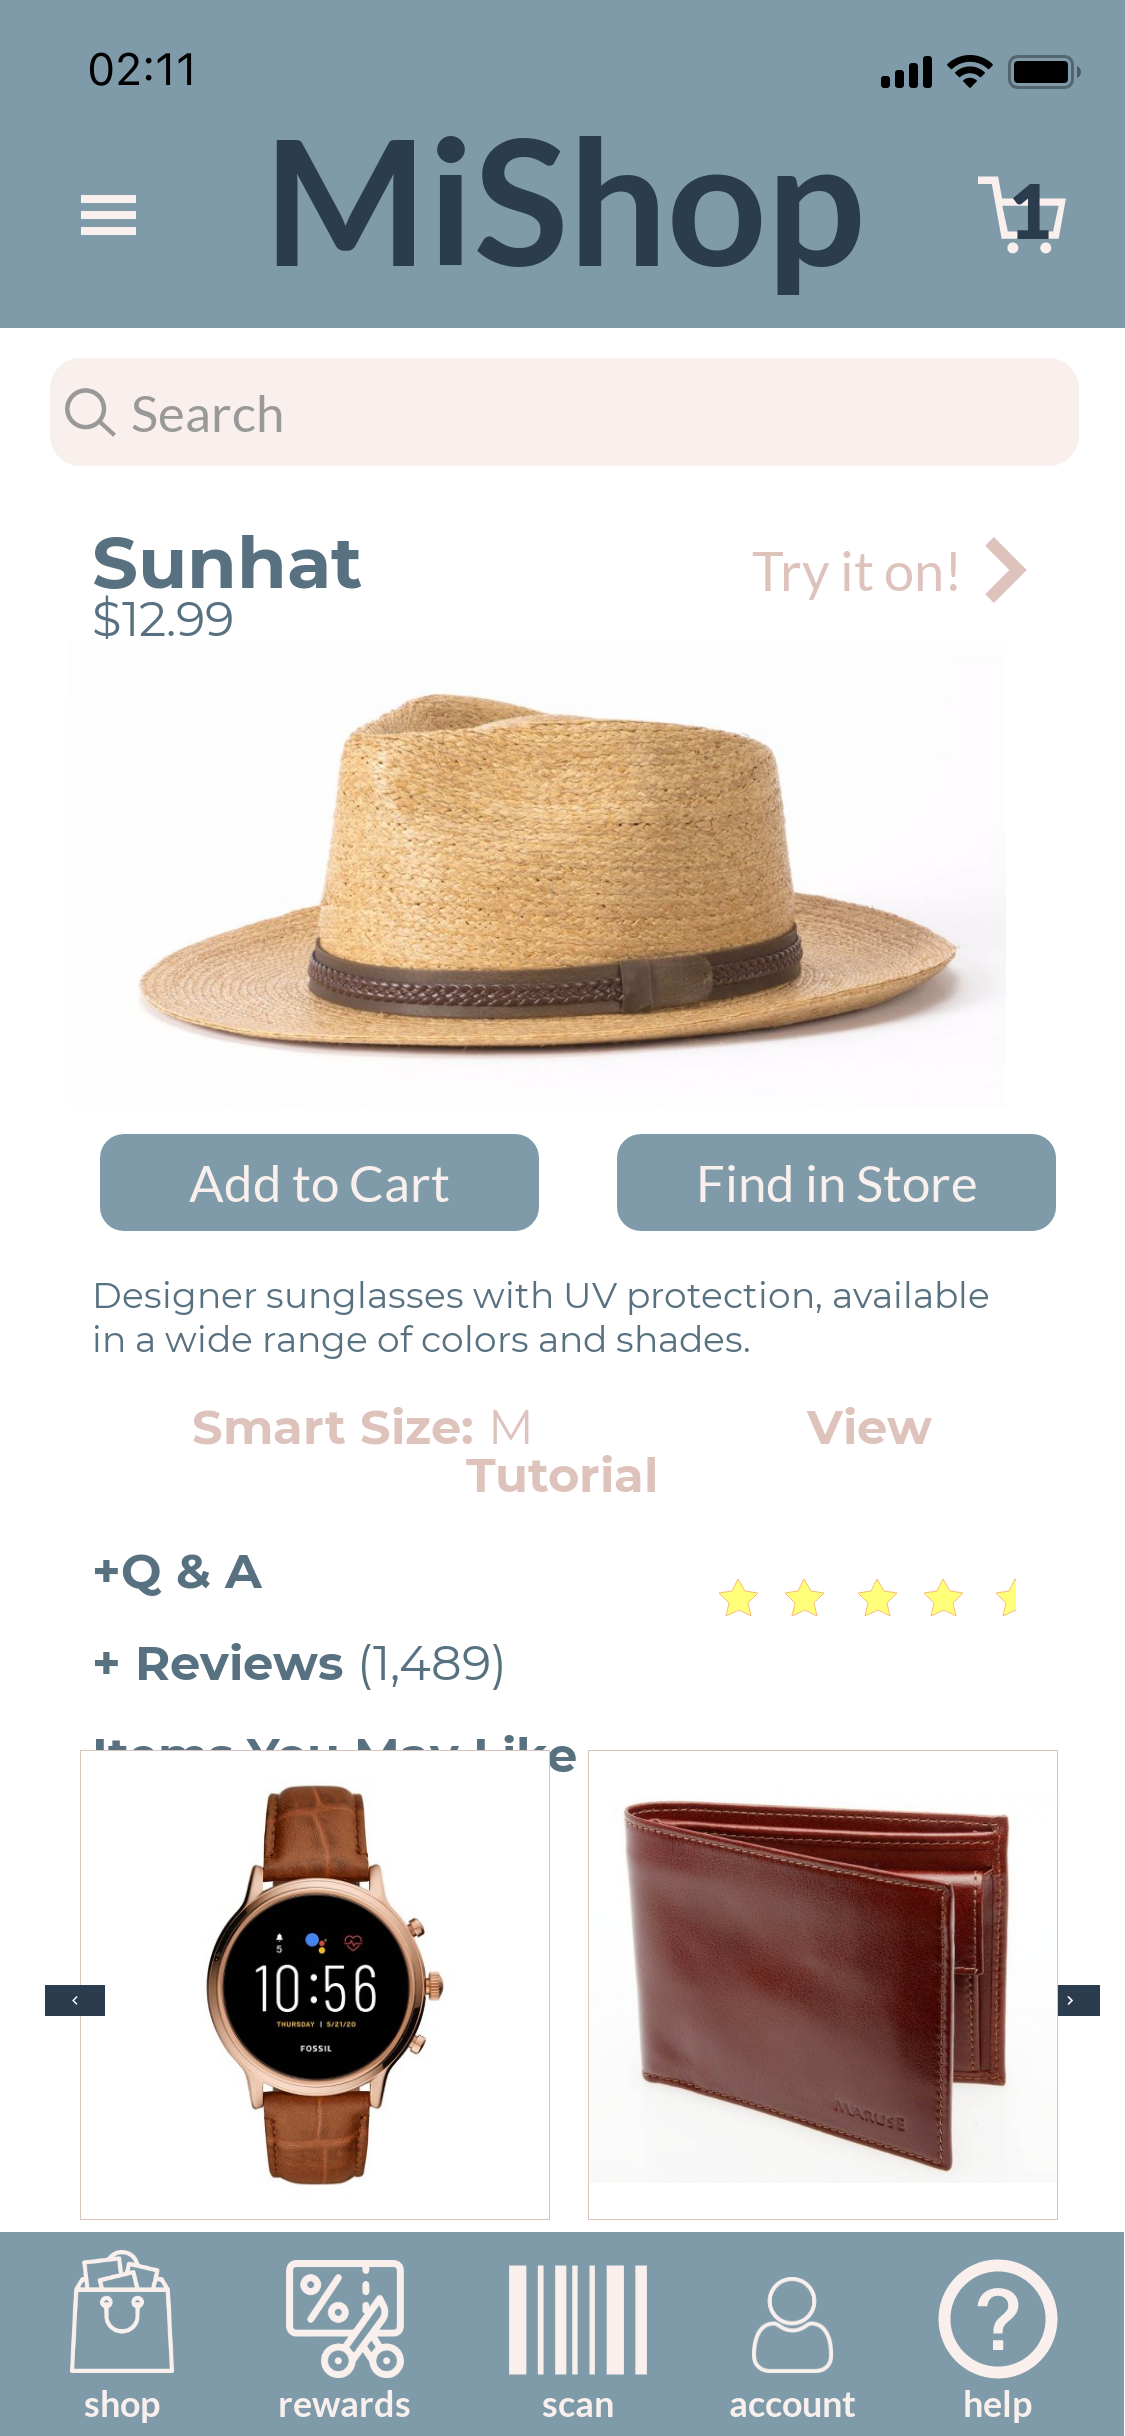 02:11
MiShop
1
Search
Sunhat
Try it on!
$12.99
Add to Cart
Find in Store
Designer sunglasses with UV protection, available
in a wide range of colors and shades.
Smart Size: M
View
Tutorial
+Q & A
+ Reviews (1,489)
Items You May Like
5
10:56
THURSDAY | 5/21/20
FOSSIL
MARUSE
shop
rewards
scan
account
help